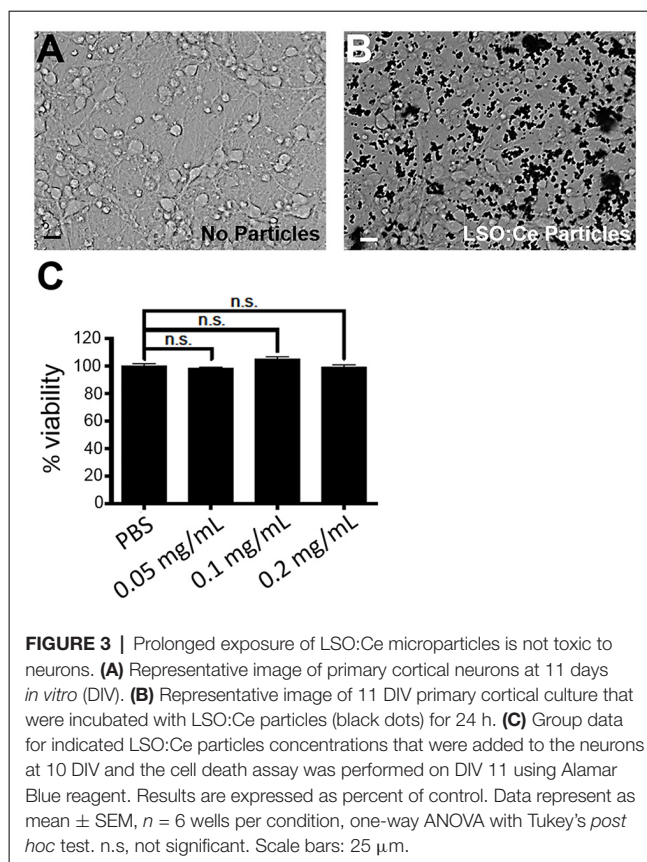 A
B
No Particles
LSO:Ce Particles
C
n.s.
n.s.
n.s.
120
100
80
60
40
20
0
% viability
PBS
0.05 mg/mL
0.1 mg/mL
0.2 mg/mL
FIGURE 3 | Prolonged exposure of LSO:Ce microparticles is not toxic to
neurons. (A) Representative image of primary cortical neurons at 11 days
in vitro (DIV). (B) Representative image of 11 DIV primary cortical culture that
were incubated with LSO:Ce particles (black dots) for 24 h. (C) Group data
for indicated LSO:Ce particles concentrations that were added to the neurons
at 10 DIV and the cell death assay was performed on DIV 11 using Alamar
Blue reagent. Results are expressed as percent of control. Data represent as
mean ± SEM, n = 6 wells per condition, one-way ANOVA with Tukey's post
hoc test. n.s, not significant. Scale bars: 25 μm.